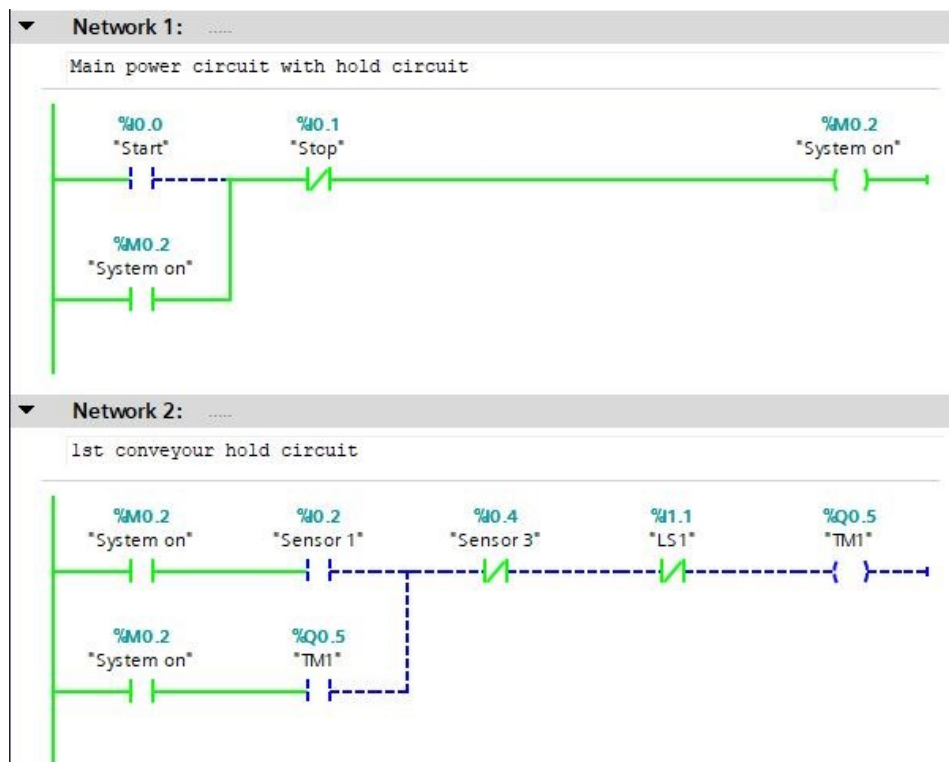 Network 1: .....
Main power circuit with hold circuit
%I0.0 %I0.1 %M0.2
"Start" "Stop" "System on"
%M0.2
"System on"
Network 2: .....
1st conveyour hold circuit
%M0.2 %I0.2 %I0.4 %I1.1 %Q0.5
"System on" "Sensor 1" "Sensor 3" "LS1" "TM1"
%M0.2 %Q0.5
"System on" "TM1"